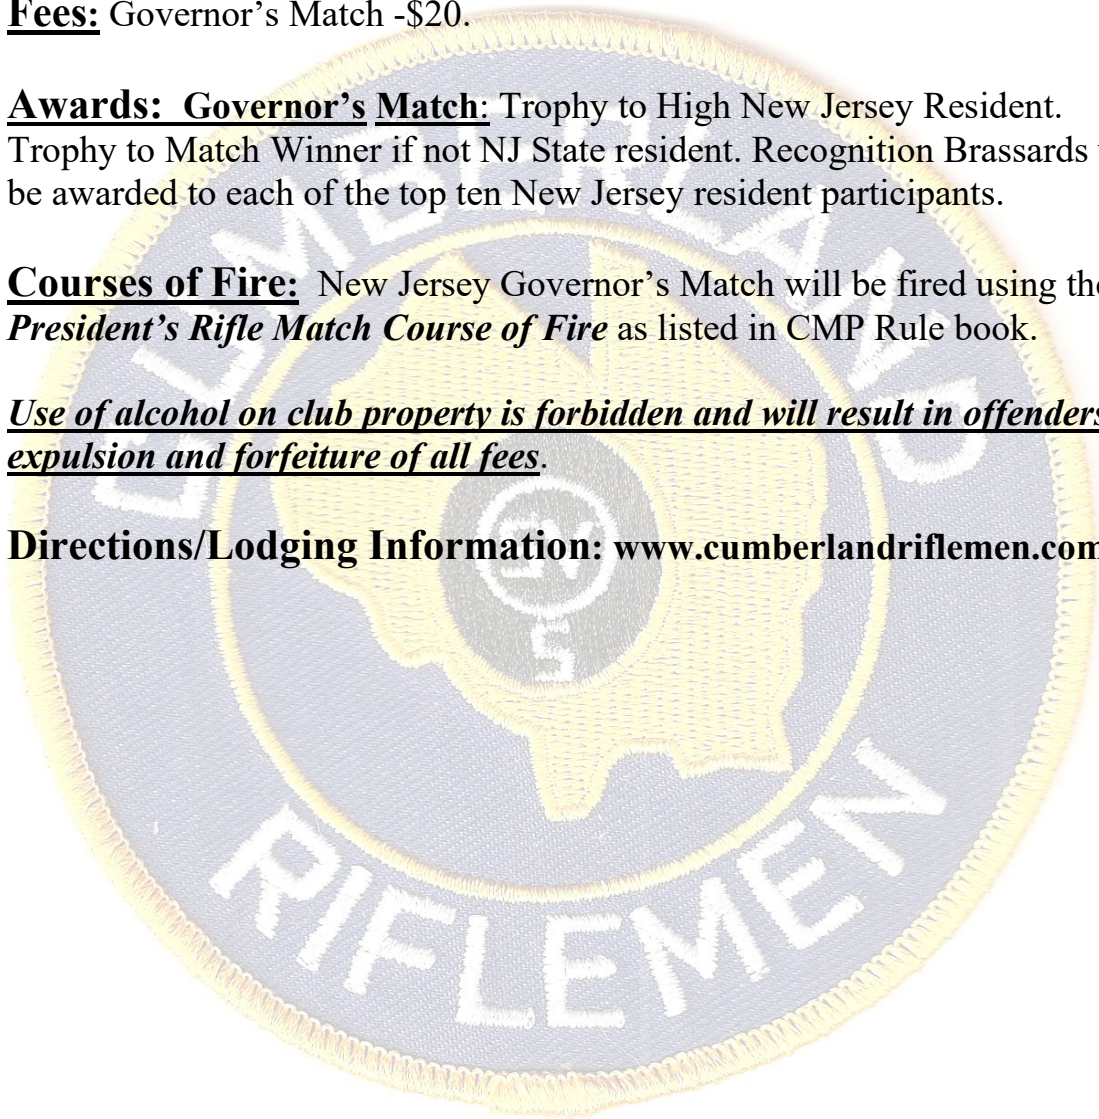 Fees: Governor's Match -$20.
Awards: Governor's Match: Trophy to High New Jersey Resident.
Trophy to Match Winner if not NJ State resident. Recognition Brassards
be awarded to each of the top ten New Jersey resident participants.
Courses of Fire: New Jersey Governor's Match will be fired using the
President's Rifle Match Course of Fire as listed in CMP Rule book.
Use of alcohol on club property is forbidden and will result in offenders
expulsion and forfeiture of all fees.
Directions/Lodging Information: www.cumberlandriflemen.com
CUMBERLAND
S
RIFLEMEN